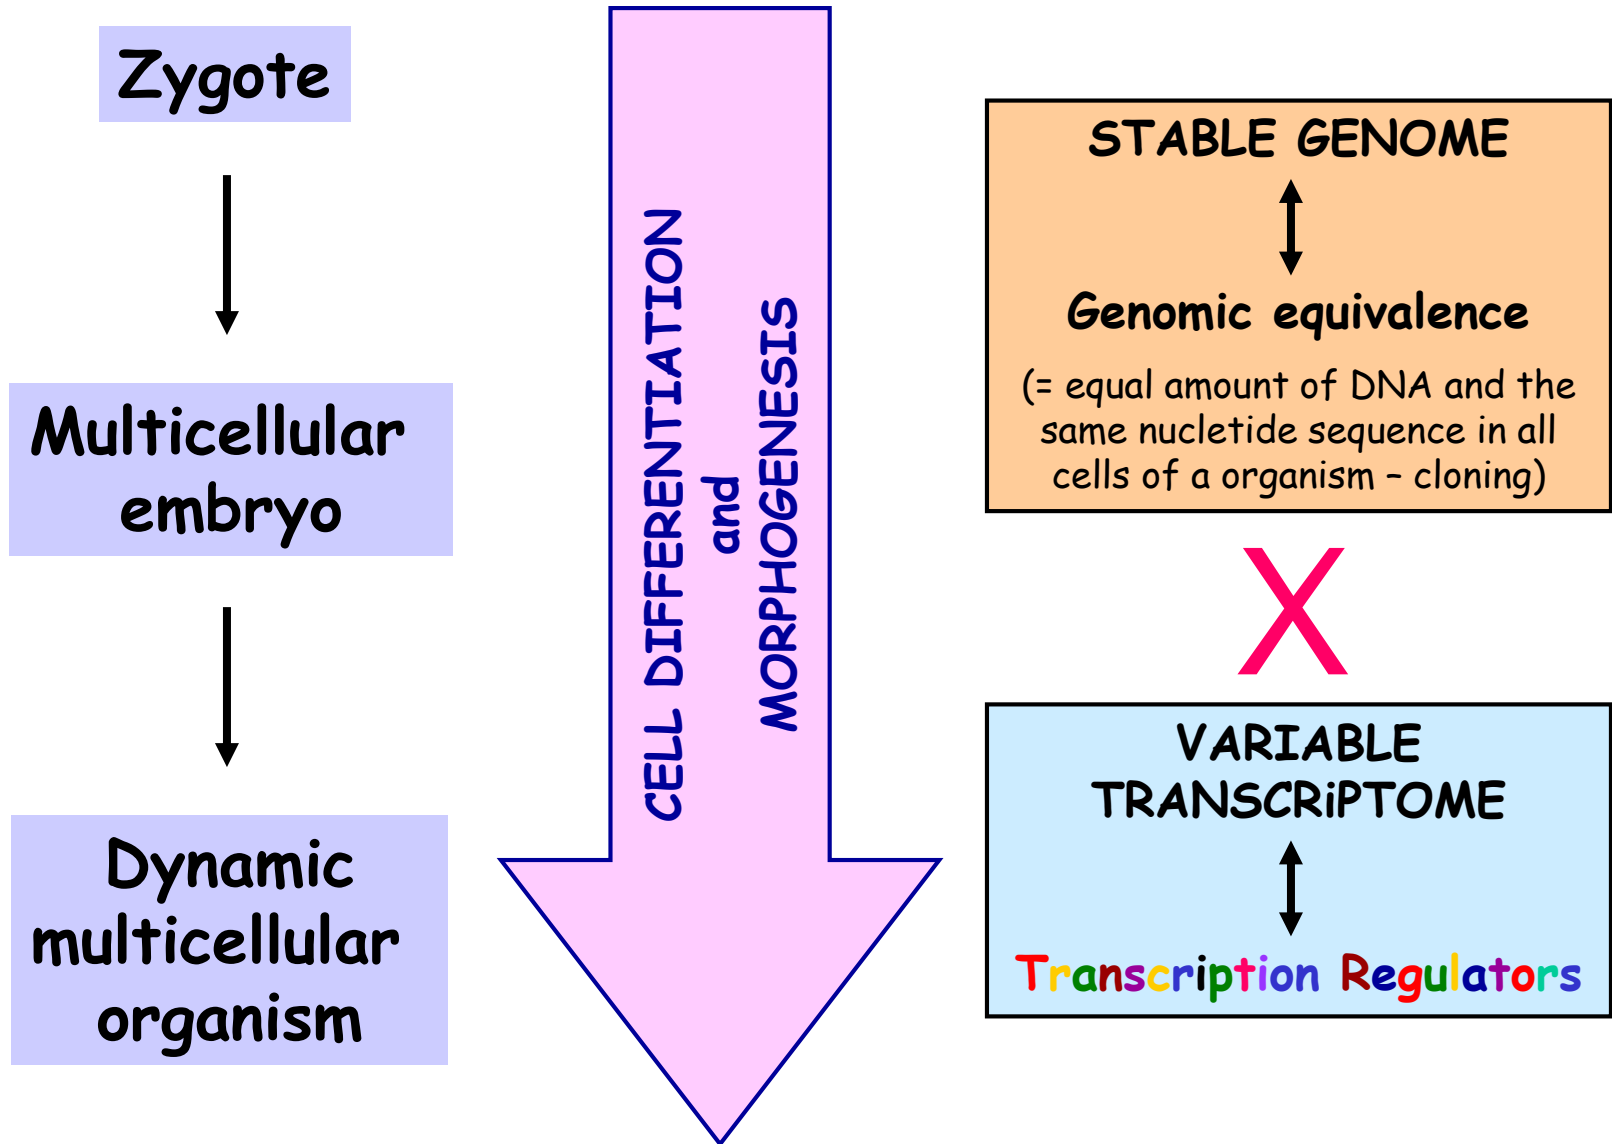 Zygote
Multicellular
embryo
Dynamic
multicellular
organism
CELL DIFFERENTIATION
and
MORPHOGENESIS
STABLE GENOME
Genomic equivalence
(= equal amount of DNA and the
same nucletide sequence in all
cells of a organism – cloning)
X
VARIABLE
TRANSCRiPTOME
Transcription Regulators